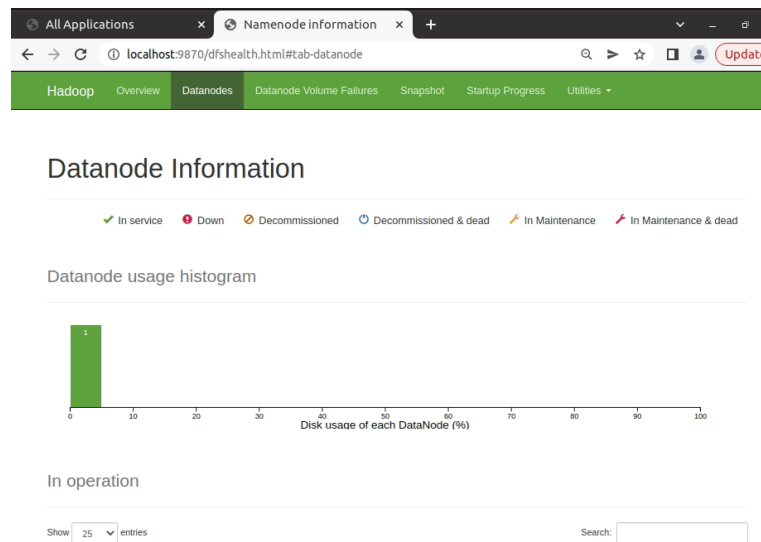 All Applications
Namenode information
localhost:9870/dfshealth.html#tab-datanode
Update
Hadoop Overview Datanodes Datanode Volume Failures Snapshot Startup Progress Utilities
Datanode Information
In service Down Decommissioned Decommissioned & dead In Maintenance In Maintenance & dead
Datanode usage histogram
1
0 10 20 30 40 50 60 70 80 90 100
Disk usage of each DataNode (%)
In operation
Show 25 entries Search: